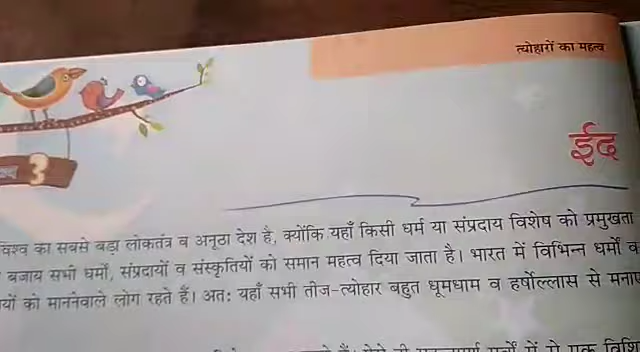 त्योहारों का महत्व
ईद
3
विश्व का सबसे बड़ा लोकतंत्र व अनूठा देश है, क्योंकि यहाँ किसी धर्म या संप्रदाय विशेष को प्रमुखता
बजाय सभी धर्मों, संप्रदायों व संस्कृतियों को समान महत्व दिया जाता है। भारत में विभिन्न धर्मों व
को माननेवाले लोग रहते हैं। अतः यहाँ सभी तीज-त्योहार बहुत धूमधाम व हर्षोल्लास से